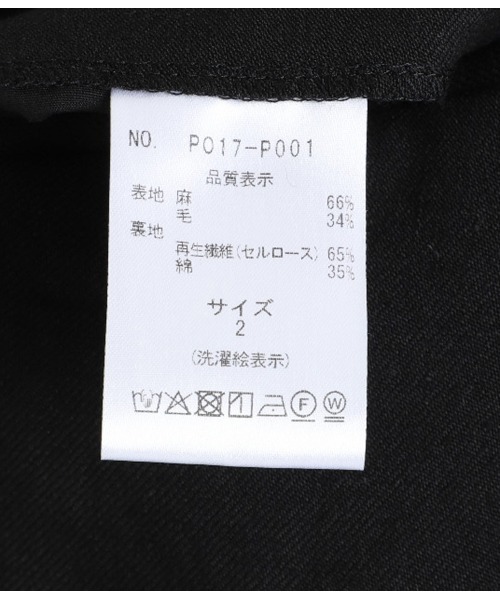 NO. P017-P001
品質表示
表地 麻 66%
毛 34%
裏地
再生繊維(セルロース) 65%
綿 35%
サイズ
2
(洗濯絵表示)
F W